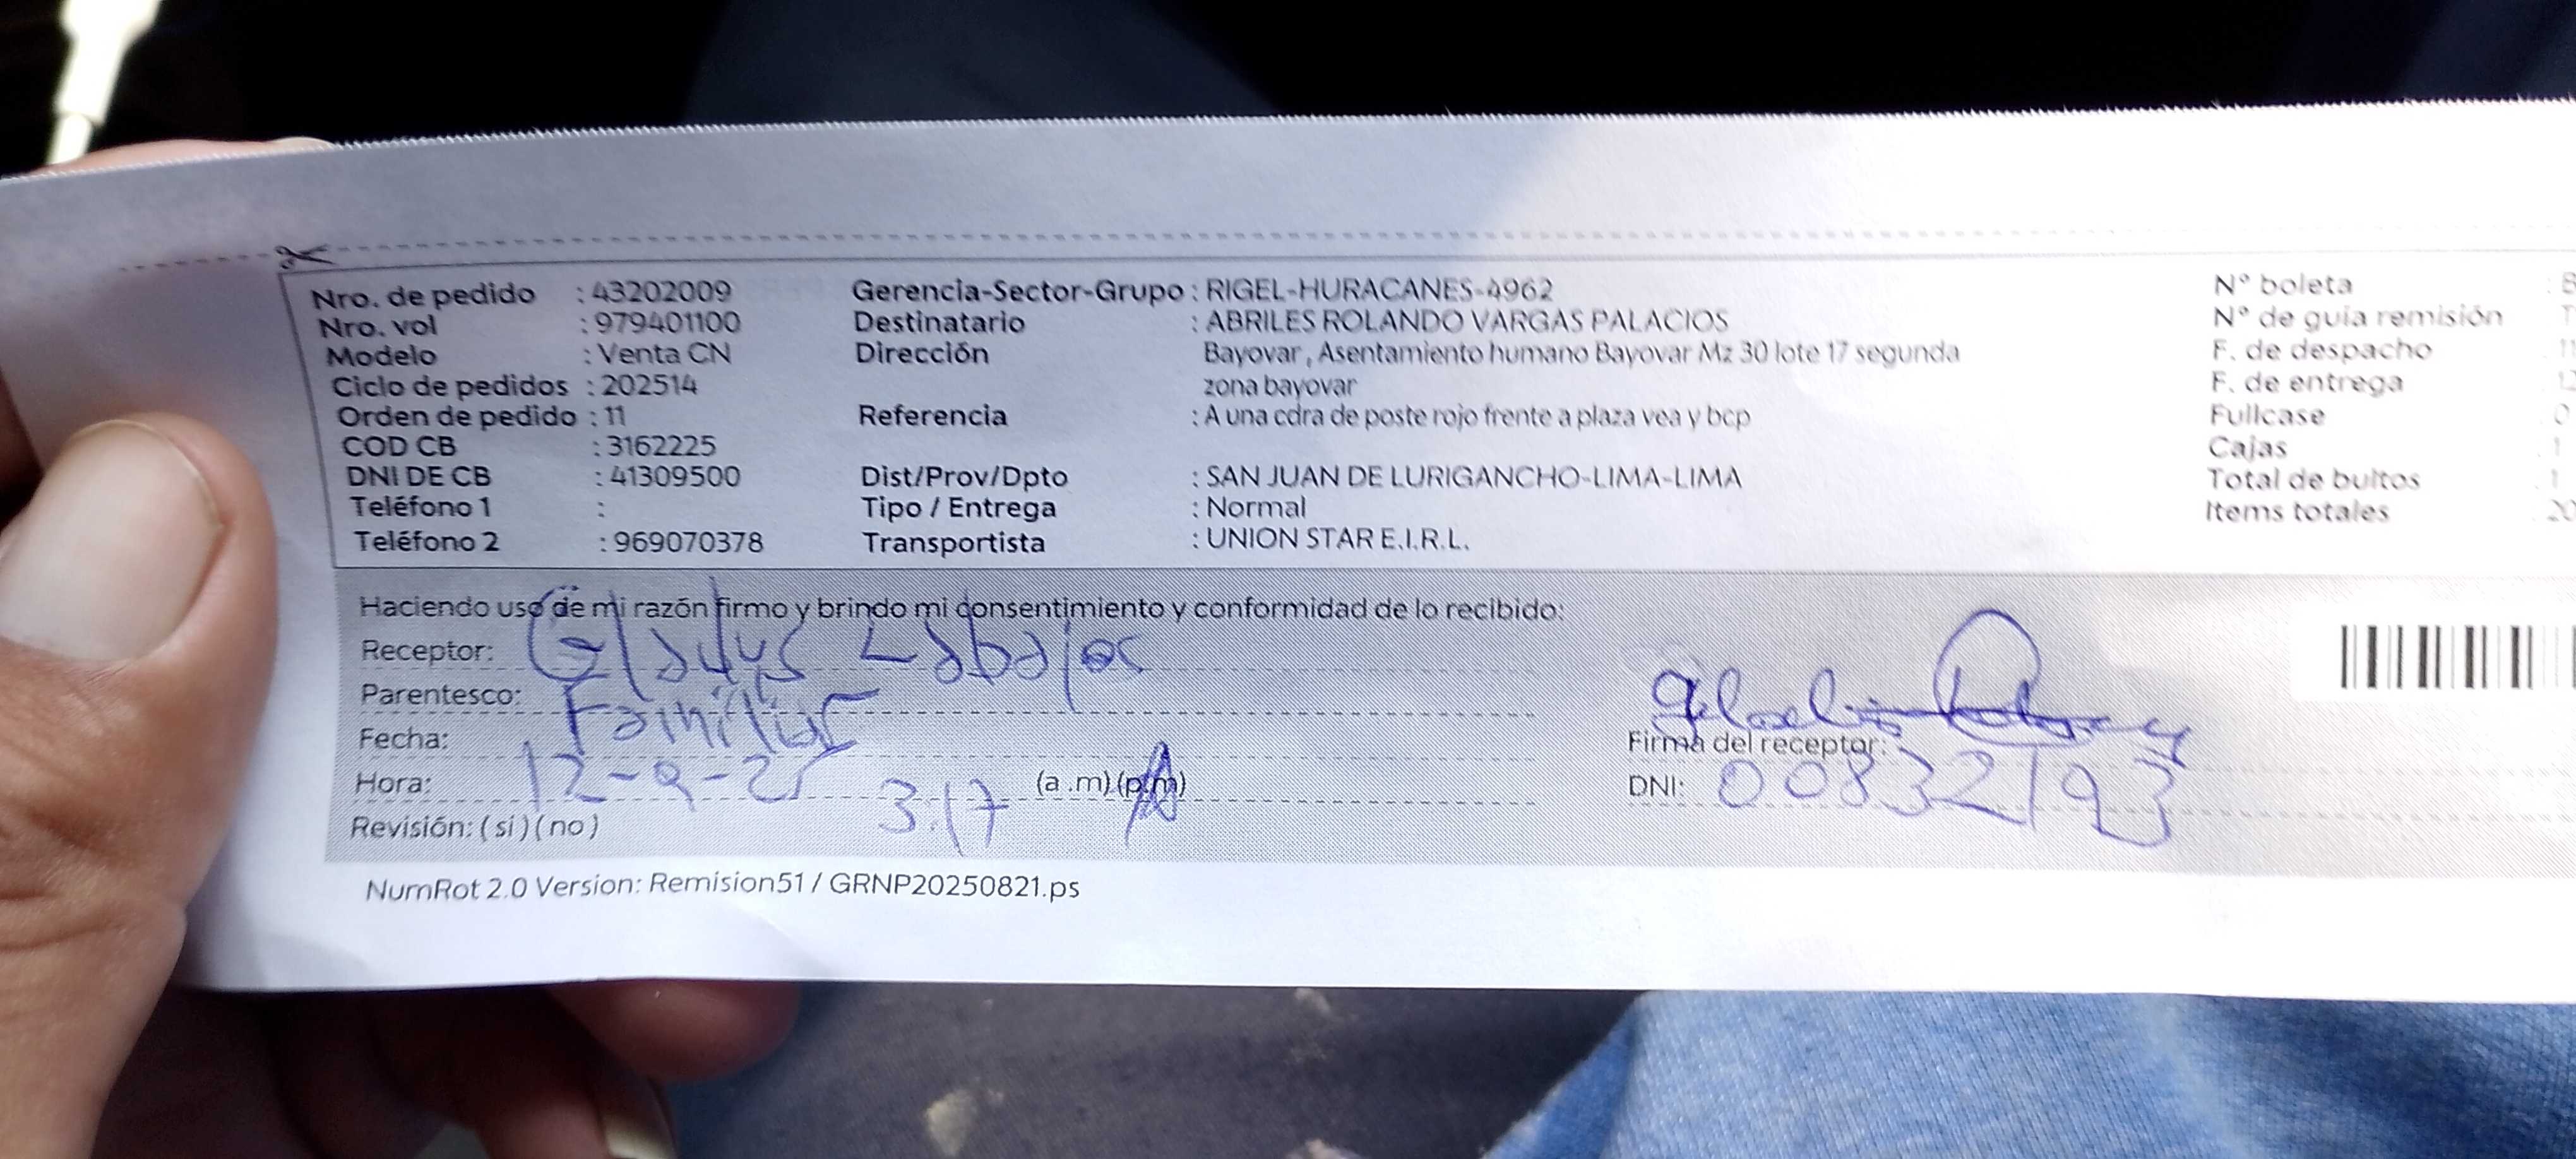 Nro. de pedido : 43202009 Gerencia-Sector-Grupo : RIGEL-HURACANES-4962 N° boleta :
Nro. vol : 979401100 Destinatario : ABRILES ROLANDO VARGAS PALACIOS N° de guia remisión
Modelo : Venta CN Dirección Bayovar , Asentamiento humano Bayovar Mz 30 lote 17 segunda F. de despacho
Ciclo de pedidos : 202514 zona bayovar F. de entrega
Orden de pedido : 11 Referencia : A una cdra de poste rojo frente a plaza vea y bcp Fullcase
COD CB : 3162225 Cajas
DNI DE CB : 41309500 Dist/Prov/Dpto : SAN JUAN DE LURIGANCHO-LIMA-LIMA Total de bultos
Teléfono 1 : Tipo / Entrega : Normal Items totales
Teléfono 2 : 969070378 Transportista : UNION STAR E.I.R.L.
Haciendo uso de mi razón firmo y brindo mi consentimiento y conformidad de lo recibido:
Receptor: Gladys Labajos
Parentesco: Familiar
Fecha: 12-9-25 Firma del receptor:
Hora: 3:17 (a .m) (p.m) DNI: 00832193
Revisión: ( si ) ( no )
NumRot 2.0 Version: Remision51 / GRNP20250821.ps